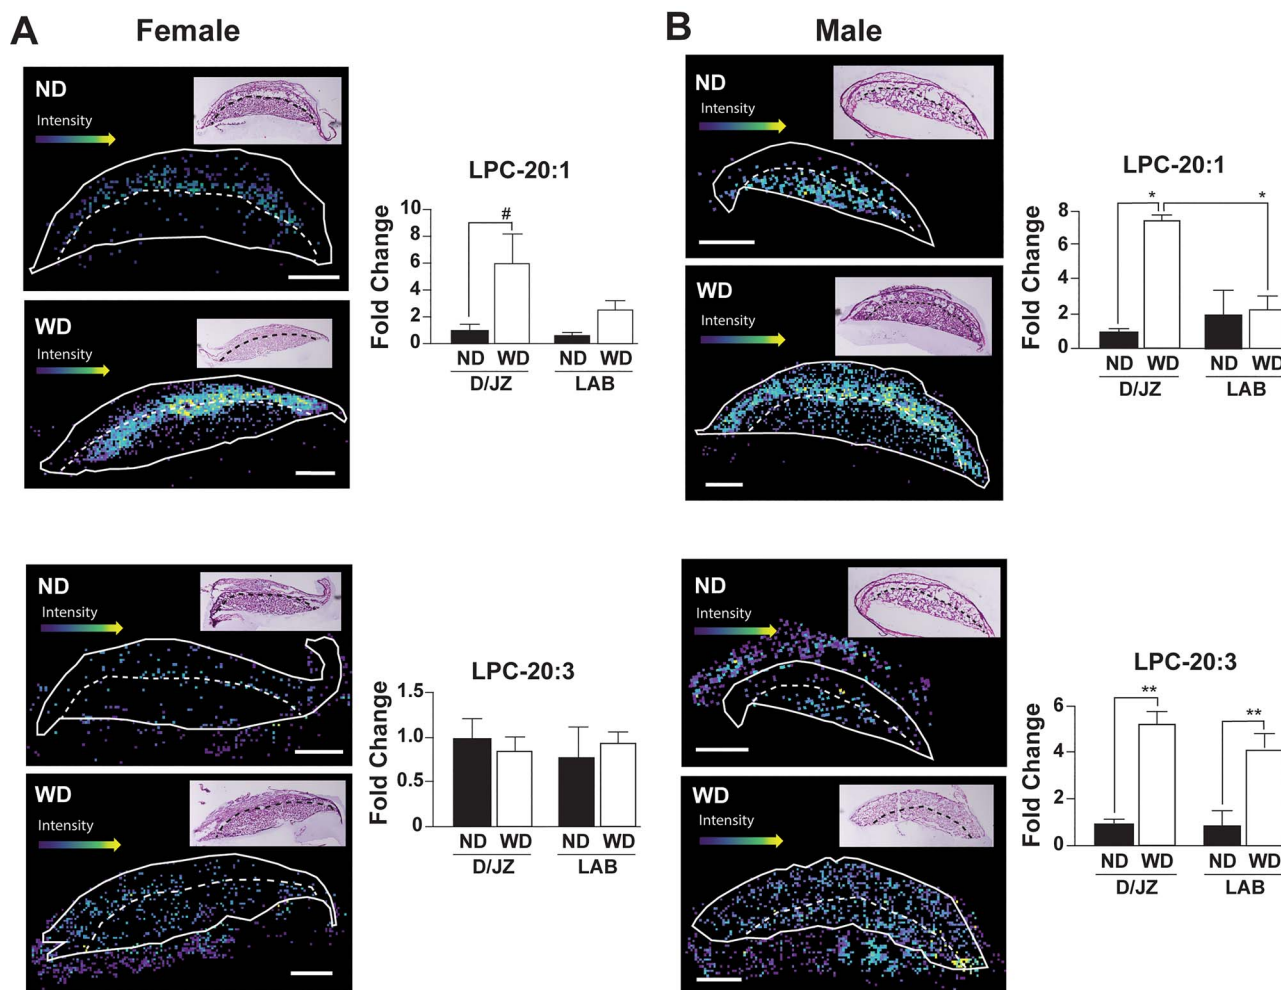 A Female
ND
Intensity
WD
Intensity
LPC-20:1
Fold Change
10
8
6
4
2
0
#
ND WD ND WD
D/JZ LAB
ND
Intensity
WD
Intensity
LPC-20:3
Fold Change
1.5
1.0
0.5
0
ND WD ND WD
D/JZ LAB
B Male
ND
Intensity
WD
Intensity
LPC-20:1
Fold Change
8
6
4
2
0
* *
ND WD ND WD
D/JZ LAB
ND
Intensity
WD
Intensity
LPC-20:3
Fold Change
6
4
2
0
** **
ND WD ND WD
D/JZ LAB